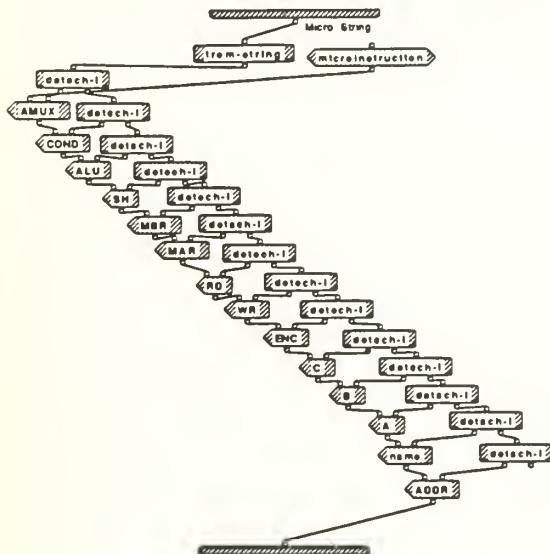 Micro String
from-string
microinstruction
detach-l
AMUX
detach-l
COND
detach-l
ALU
detach-l
SH
detach-l
MBR
detach-l
MAR
detach-l
RD
detach-l
WR
detach-l
ENC
detach-l
C
detach-l
B
detach-l
A
detach-l
name
detach-l
ADDR